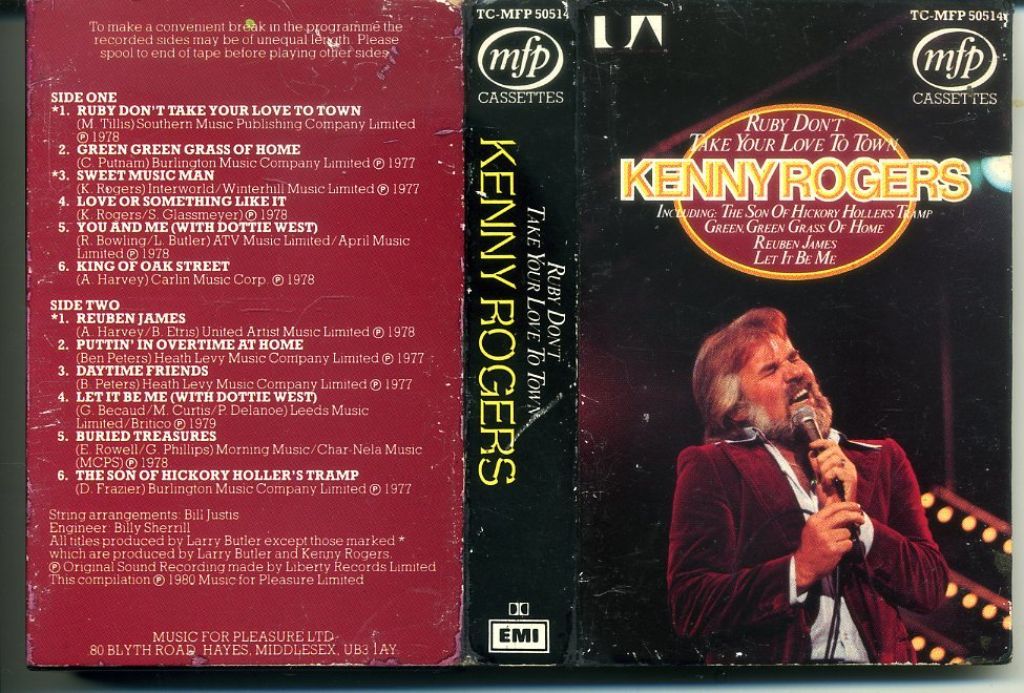 To make a convenient break in the programme the
recorded sides may be of unequal length. Please
spool to end of tape before playing other sides
SIDE ONE
*1. RUBY DON'T TAKE YOUR LOVE TO TOWN
(M. Tillis) Southern Music Publishing Company Limited
Ⓟ 1978
2. GREEN GREEN GRASS OF HOME
(C. Putnam) Burlington Music Company Limited Ⓟ 1977
*3. SWEET MUSIC MAN
(K. Rogers) Interworld/Winterhill Music Limited Ⓟ 1977
4. LOVE OR SOMETHING LIKE IT
(K. Rogers/S. Glassmeyer) Ⓟ 1978
5. YOU AND ME (WITH DOTTIE WEST)
(R. Bowling/L. Butler) ATV Music Limited/April Music
Limited Ⓟ 1978
6. KING OF OAK STREET
(A. Harvey) Carlin Music Corp. Ⓟ 1978
SIDE TWO
*1. REUBEN JAMES
(A. Harvey/B. Etris) United Artist Music Limited Ⓟ 1978
2. PUTTIN' IN OVERTIME AT HOME
(Ben Peters) Heath Levy Music Company Limited Ⓟ 1977
3. DAYTIME FRIENDS
(B. Peters) Heath Levy Music Company Limited Ⓟ 1977
4. LET IT BE ME (WITH DOTTIE WEST)
(G. Becaud/M. Curtis/P. Delanoe) Leeds Music
Limited/Britico Ⓟ 1979
5. BURIED TREASURES
(E. Rowell/G. Phillips) Morning Music/Char-Nela Music
(MCPS) Ⓟ 1978
6. THE SON OF HICKORY HOLLER'S TRAMP
(D. Frazier) Burlington Music Company Limited Ⓟ 1977
String arrangements: Bill Justis
Engineer: Billy Sherrill
All titles produced by Larry Butler except those marked *
which are produced by Larry Butler and Kenny Rogers.
Ⓟ Original Sound Recording made by Liberty Records Limited
This compilation Ⓟ 1980 Music for Pleasure Limited
MUSIC FOR PLEASURE LTD
80 BLYTH ROAD, HAYES, MIDDLESEX, UB3 1AY.
TC-MFP 50514
mfp
CASSETTES
KENNY ROGERS
RUBY DON'T
TAKE YOUR LOVE TO TOWN
EMI
TC-MFP 50514
mfp
CASSETTES
RUBY DON'T
TAKE YOUR LOVE TO TOWN
KENNY ROGERS
INCLUDING: THE SON OF HICKORY HOLLER'S TRAMP
GREEN, GREEN GRASS OF HOME
REUBEN JAMES
LET IT BE ME